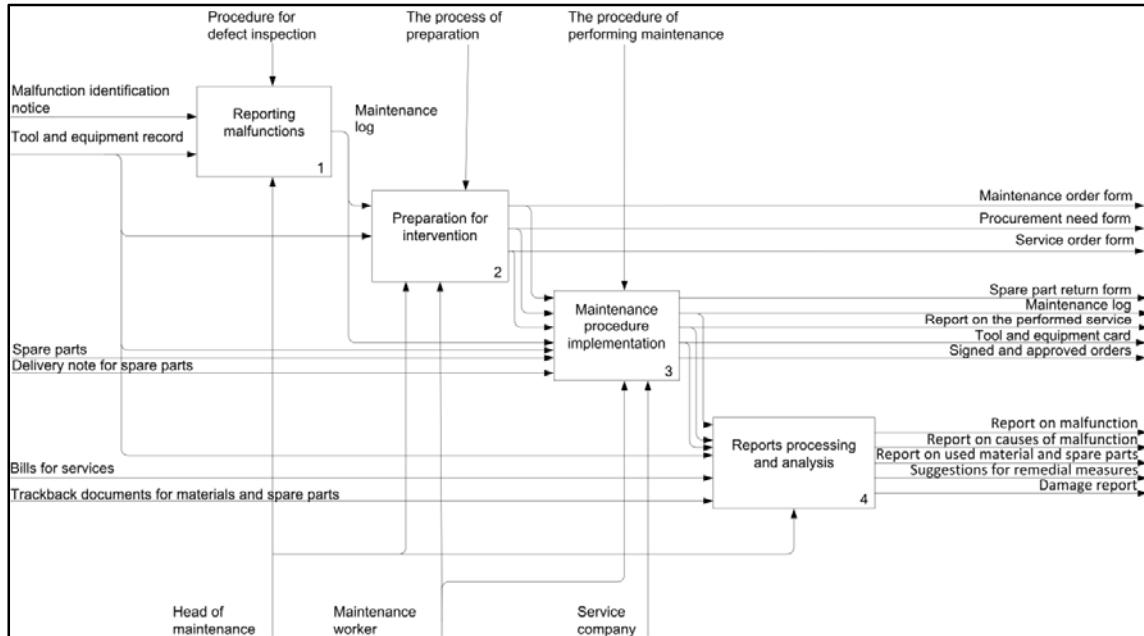 Procedure for
defect inspection
The process of
preparation
The procedure of
performing maintenance
Malfunction identification
notice
Tool and equipment record
Reporting
malfunctions
1
Maintenance
log
Preparation for
intervention
2
Maintenance order form
Procurement need form
Service order form
Maintenance
procedure
implementation
3
Spare part return form
Maintenance log
Report on the performed service
Tool and equipment card
Signed and approved orders
Spare parts
Delivery note for spare parts
Reports processing
and analysis
4
Report on malfunction
Report on causes of malfunction
Report on used material and spare parts
Suggestions for remedial measures
Damage report
Bills for services
Trackback documents for materials and spare parts
Head of
maintenance
Maintenance
worker
Service
company